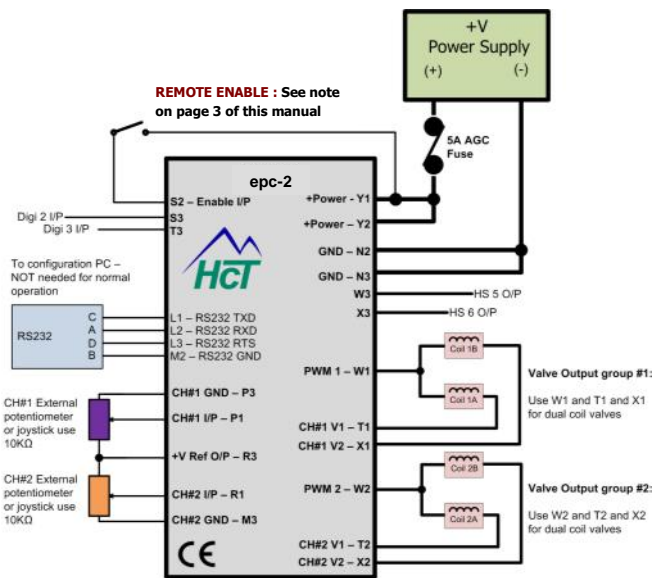 +V
Power Supply
(+) (-)
REMOTE ENABLE : See note
on page 3 of this manual
5A AGC
Fuse
epc-2
S2 – Enable I/P
+Power - Y1
Digi 2 I/P
S3
Digi 3 I/P
T3
+Power – Y2
GND – N2
GND – N3
HCT
W3
HS 5 O/P
X3
HS 6 O/P
To configuration PC –
NOT needed for normal
operation
RS232
C
A
D
B
L1 – RS232 TXD
L2 – RS232 RXD
L3 – RS232 RTS
M2 – RS232 GND
PWM 1 – W1
Coil 1B
Coil 1A
Valve Output group #1:
Use W1 and T1 and X1
for dual coil valves
CH#1 GND – P3
CH#1 External
potentiometer
or joystick use
10KΩ
CH#1 I/P – P1
CH#1 V1 – T1
CH#1 V2 – X1
+V Ref O/P – R3
CH#2 External
potentiometer
or joystick use
10KΩ
CH#2 I/P – R1
CH#2 GND – M3
PWM 2 – W2
Coil 2B
Coil 2A
Valve Output group #2:
Use W2 and T2 and X2
for dual coil valves
CH#2 V1 – T2
CH#2 V2 – X2
CE